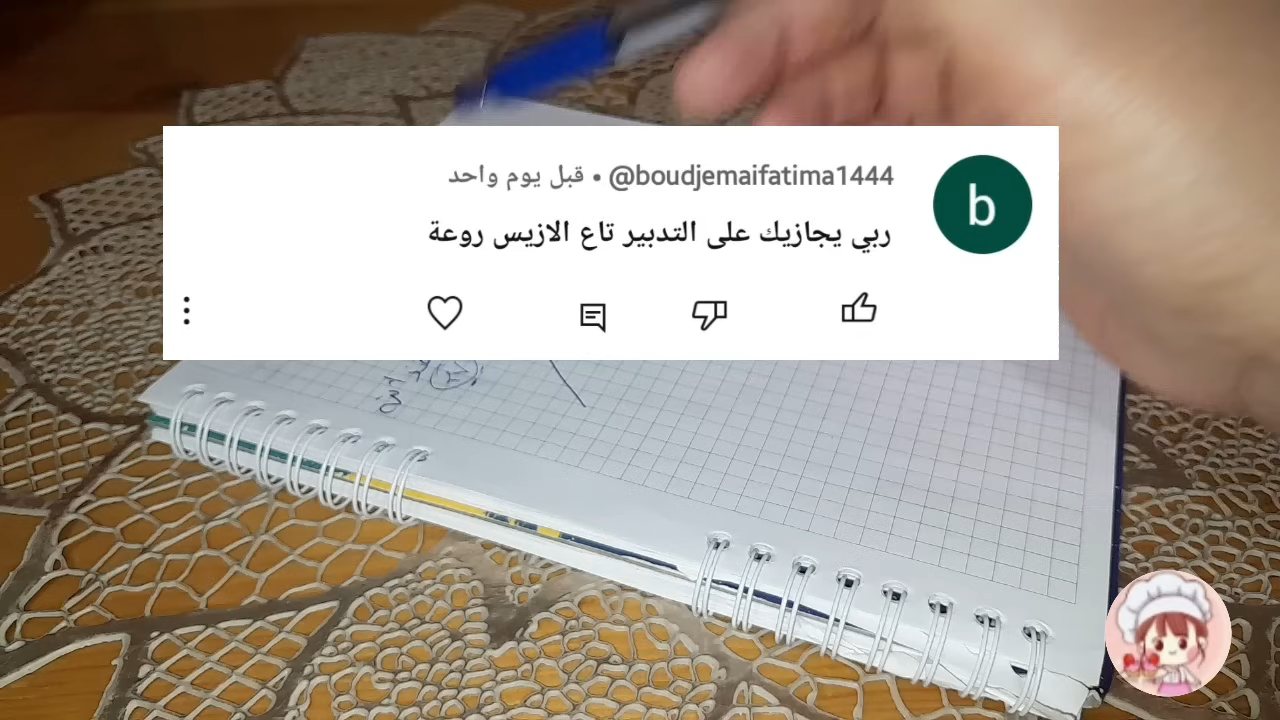 @boudjemaifatima1444 • قبل يوم واحد
b
ربي يجازيك على التدبير تاع الازيس روعة